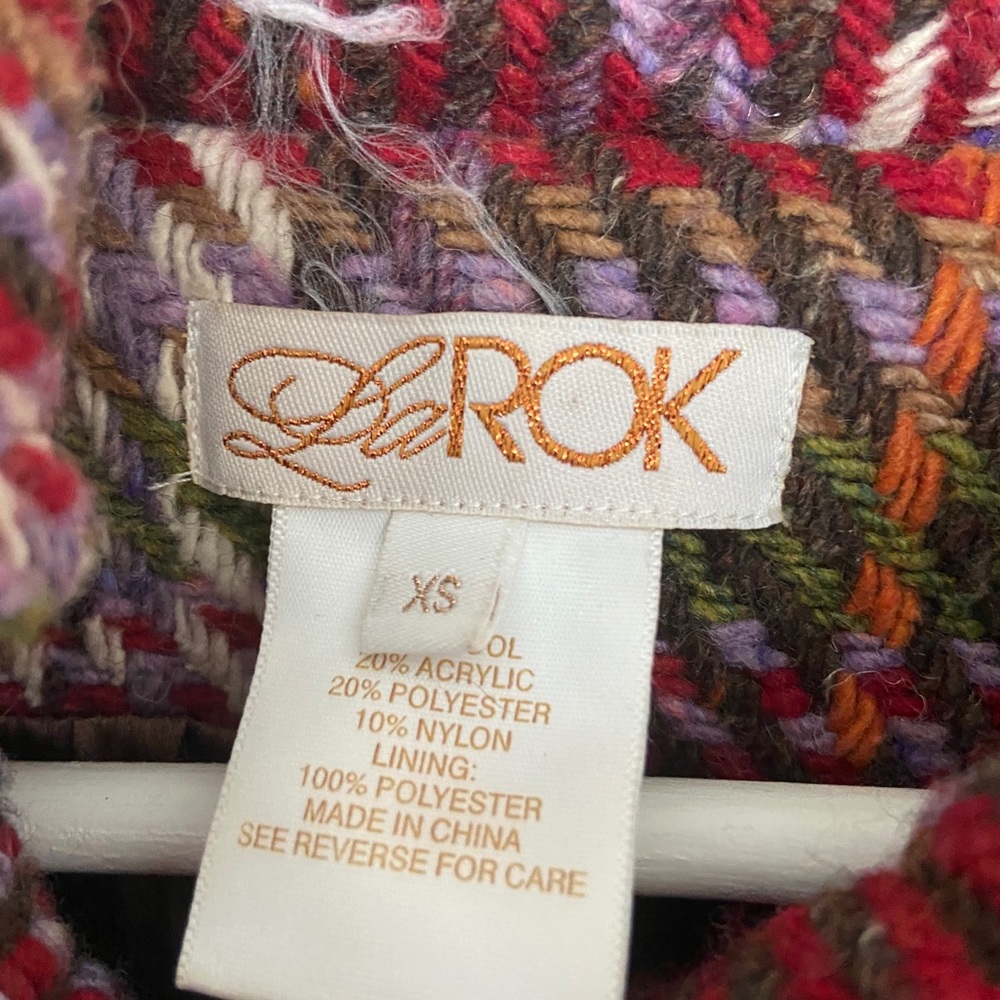 LaROK
XS
20% ACRYLIC
20% POLYESTER
10% NYLON
LINING:
100% POLYESTER
MADE IN CHINA
SEE REVERSE FOR CARE